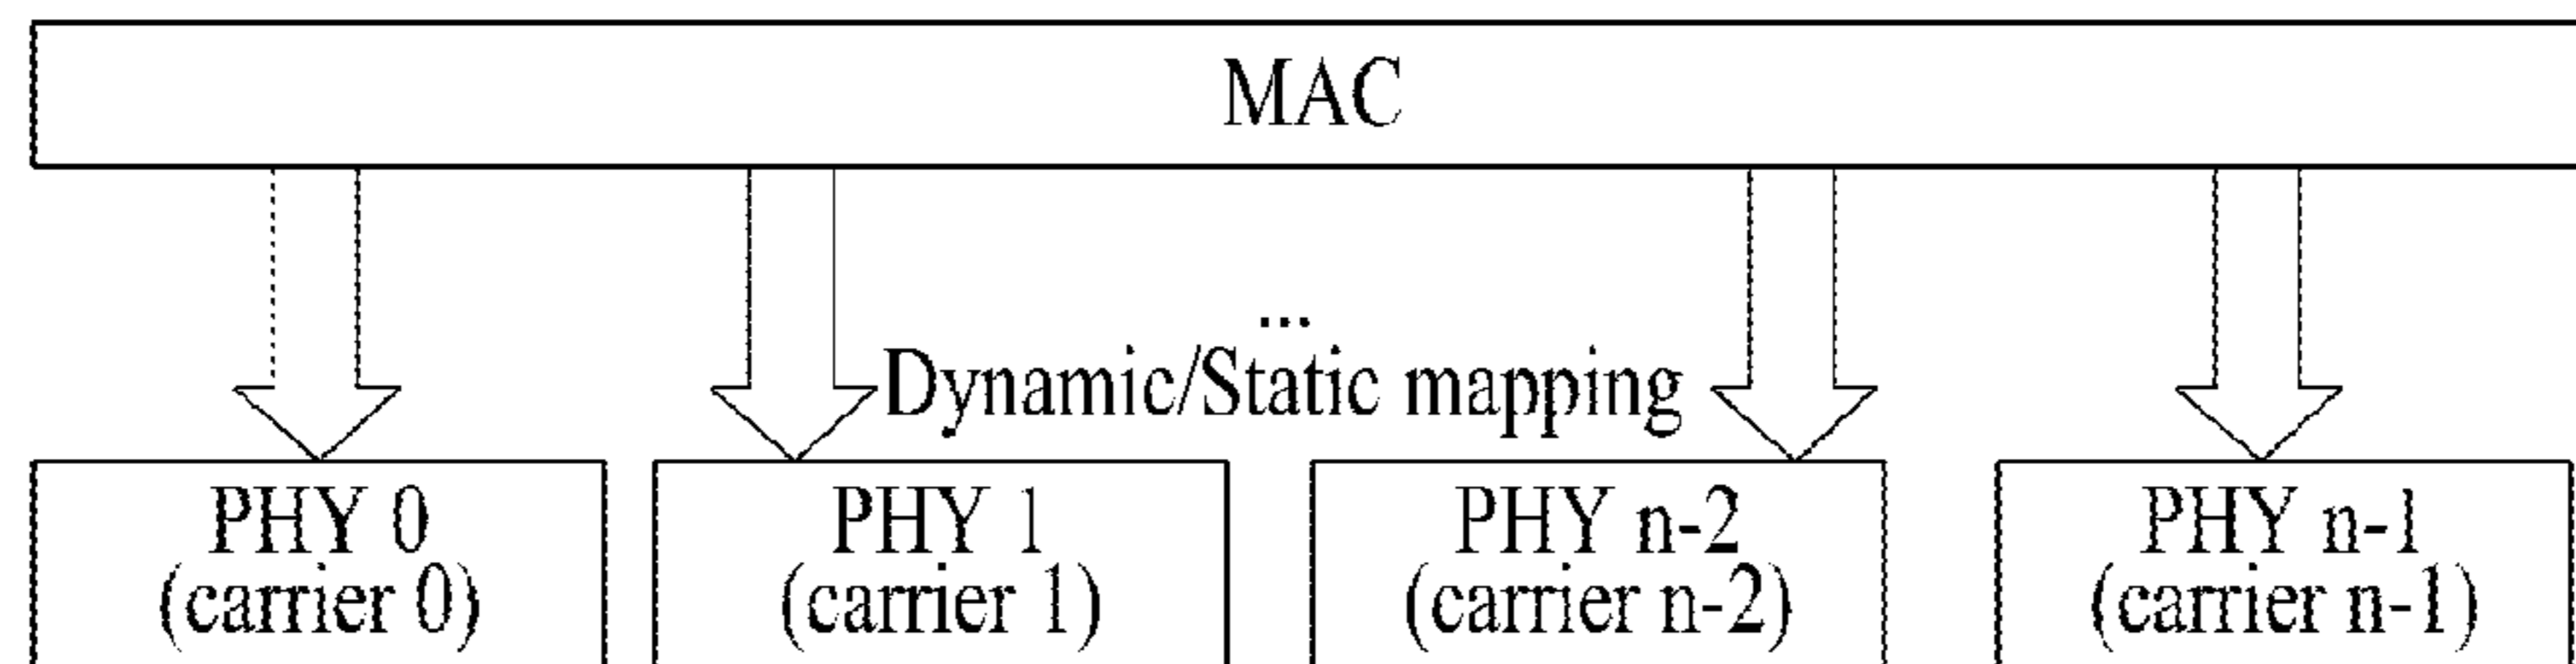 MAC
...
Dynamic/Static mapping
PHY 0
(carrier 0)
PHY 1
(carrier 1)
PHY n-2
(carrier n-2)
PHY n-1
(carrier n-1)